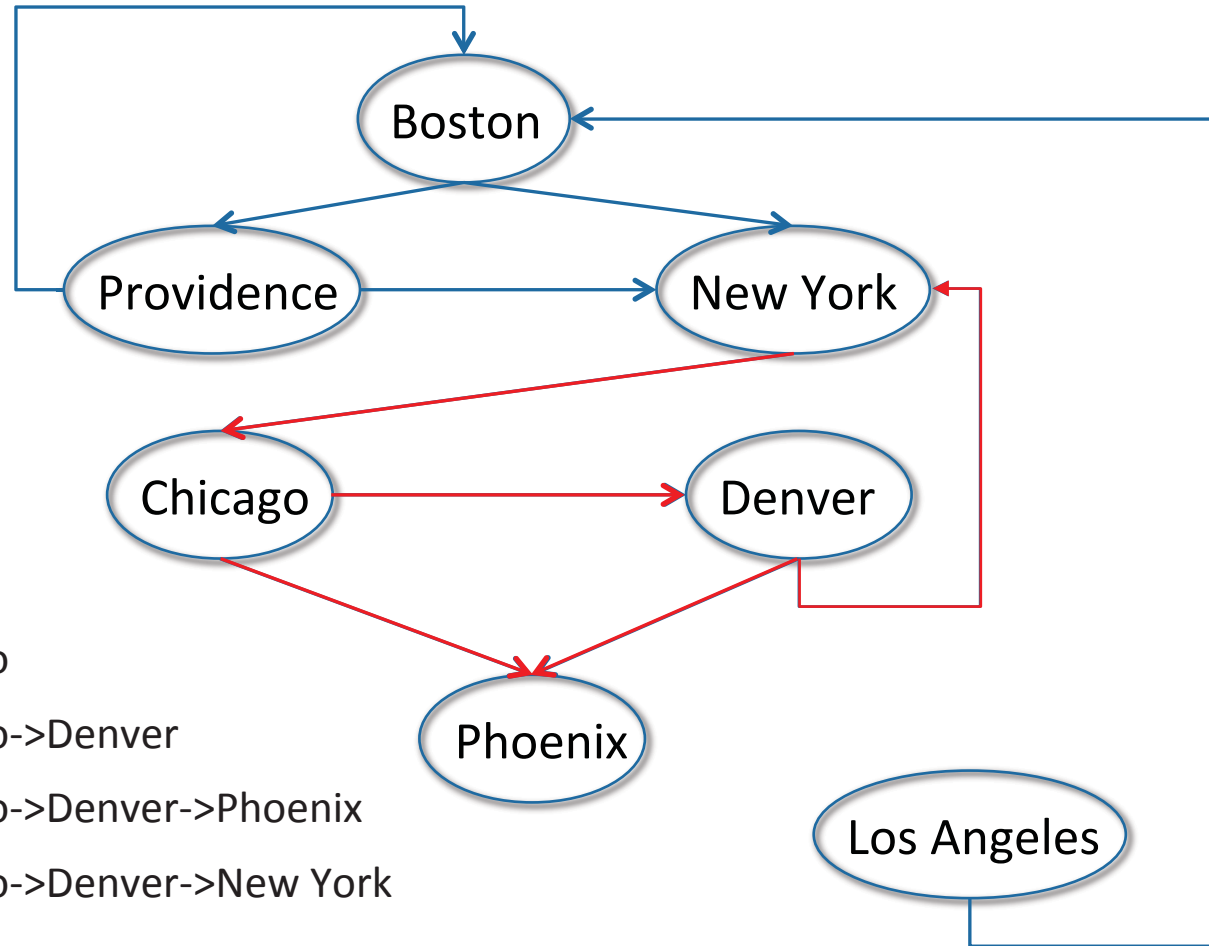 Boston
Providence
New York
Chicago
Denver
o
o->Denver
Phoenix
o->Denver->Phoenix
Los Angeles
o->Denver->New York